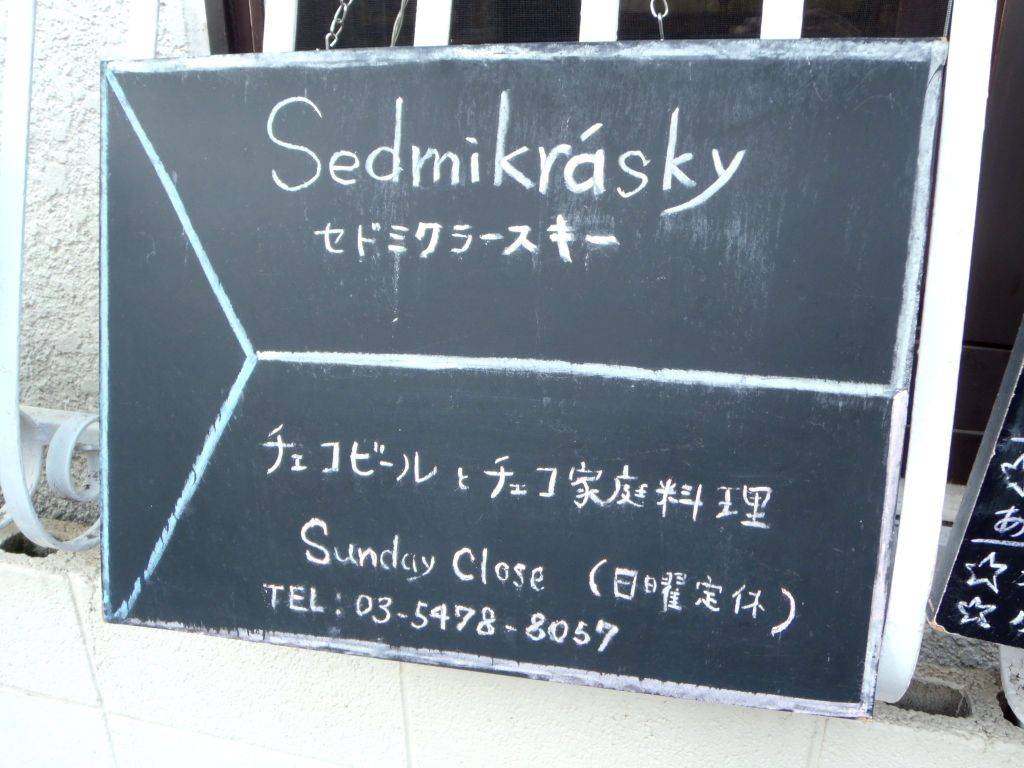 Sedmikrásky
セドミクラースキー
チェコビールとチェコ家庭料理
Sunday Close (日曜定休)
TEL: 03-5478-8057
あ